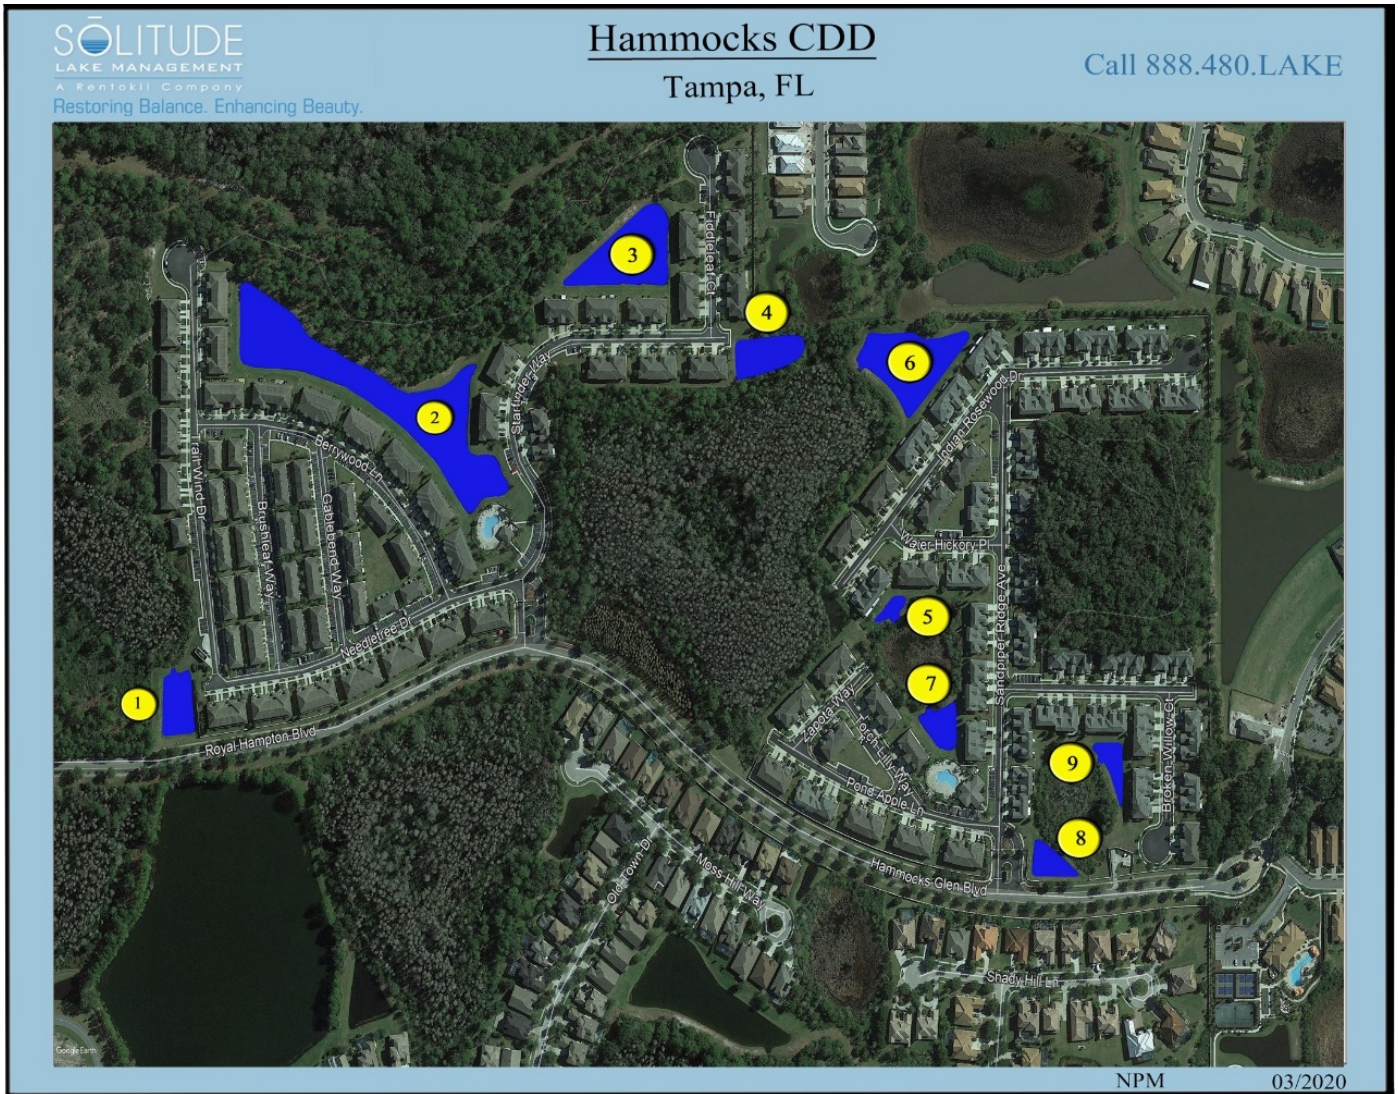 SŌLITUDE
LAKE MANAGEMENT
A Rentokil Company
Restoring Balance. Enhancing Beauty.
Hammocks CDD
Tampa, FL
Call 888.480.LAKE
Fiddleleaf Ct
3
4
6
Starfinder Way
Indian Rosewood Dr
2
Berrywood Ln
Tail Wind Dr
Brushleaf Way
Gablebend Way
Water Hickory Pl
Sandpiper Ridge Ave
5
Needletree Dr
7
1
Zapota Way
Torch Lilly Way
Royal Hampton Blvd
9
Broken Willow Ct
Pond Apple Ln
8
Old Town Dr
Moss Hill Way
Hammocks Glen Blvd
Shady Hill Ln
Google Earth
NPM
03/2020